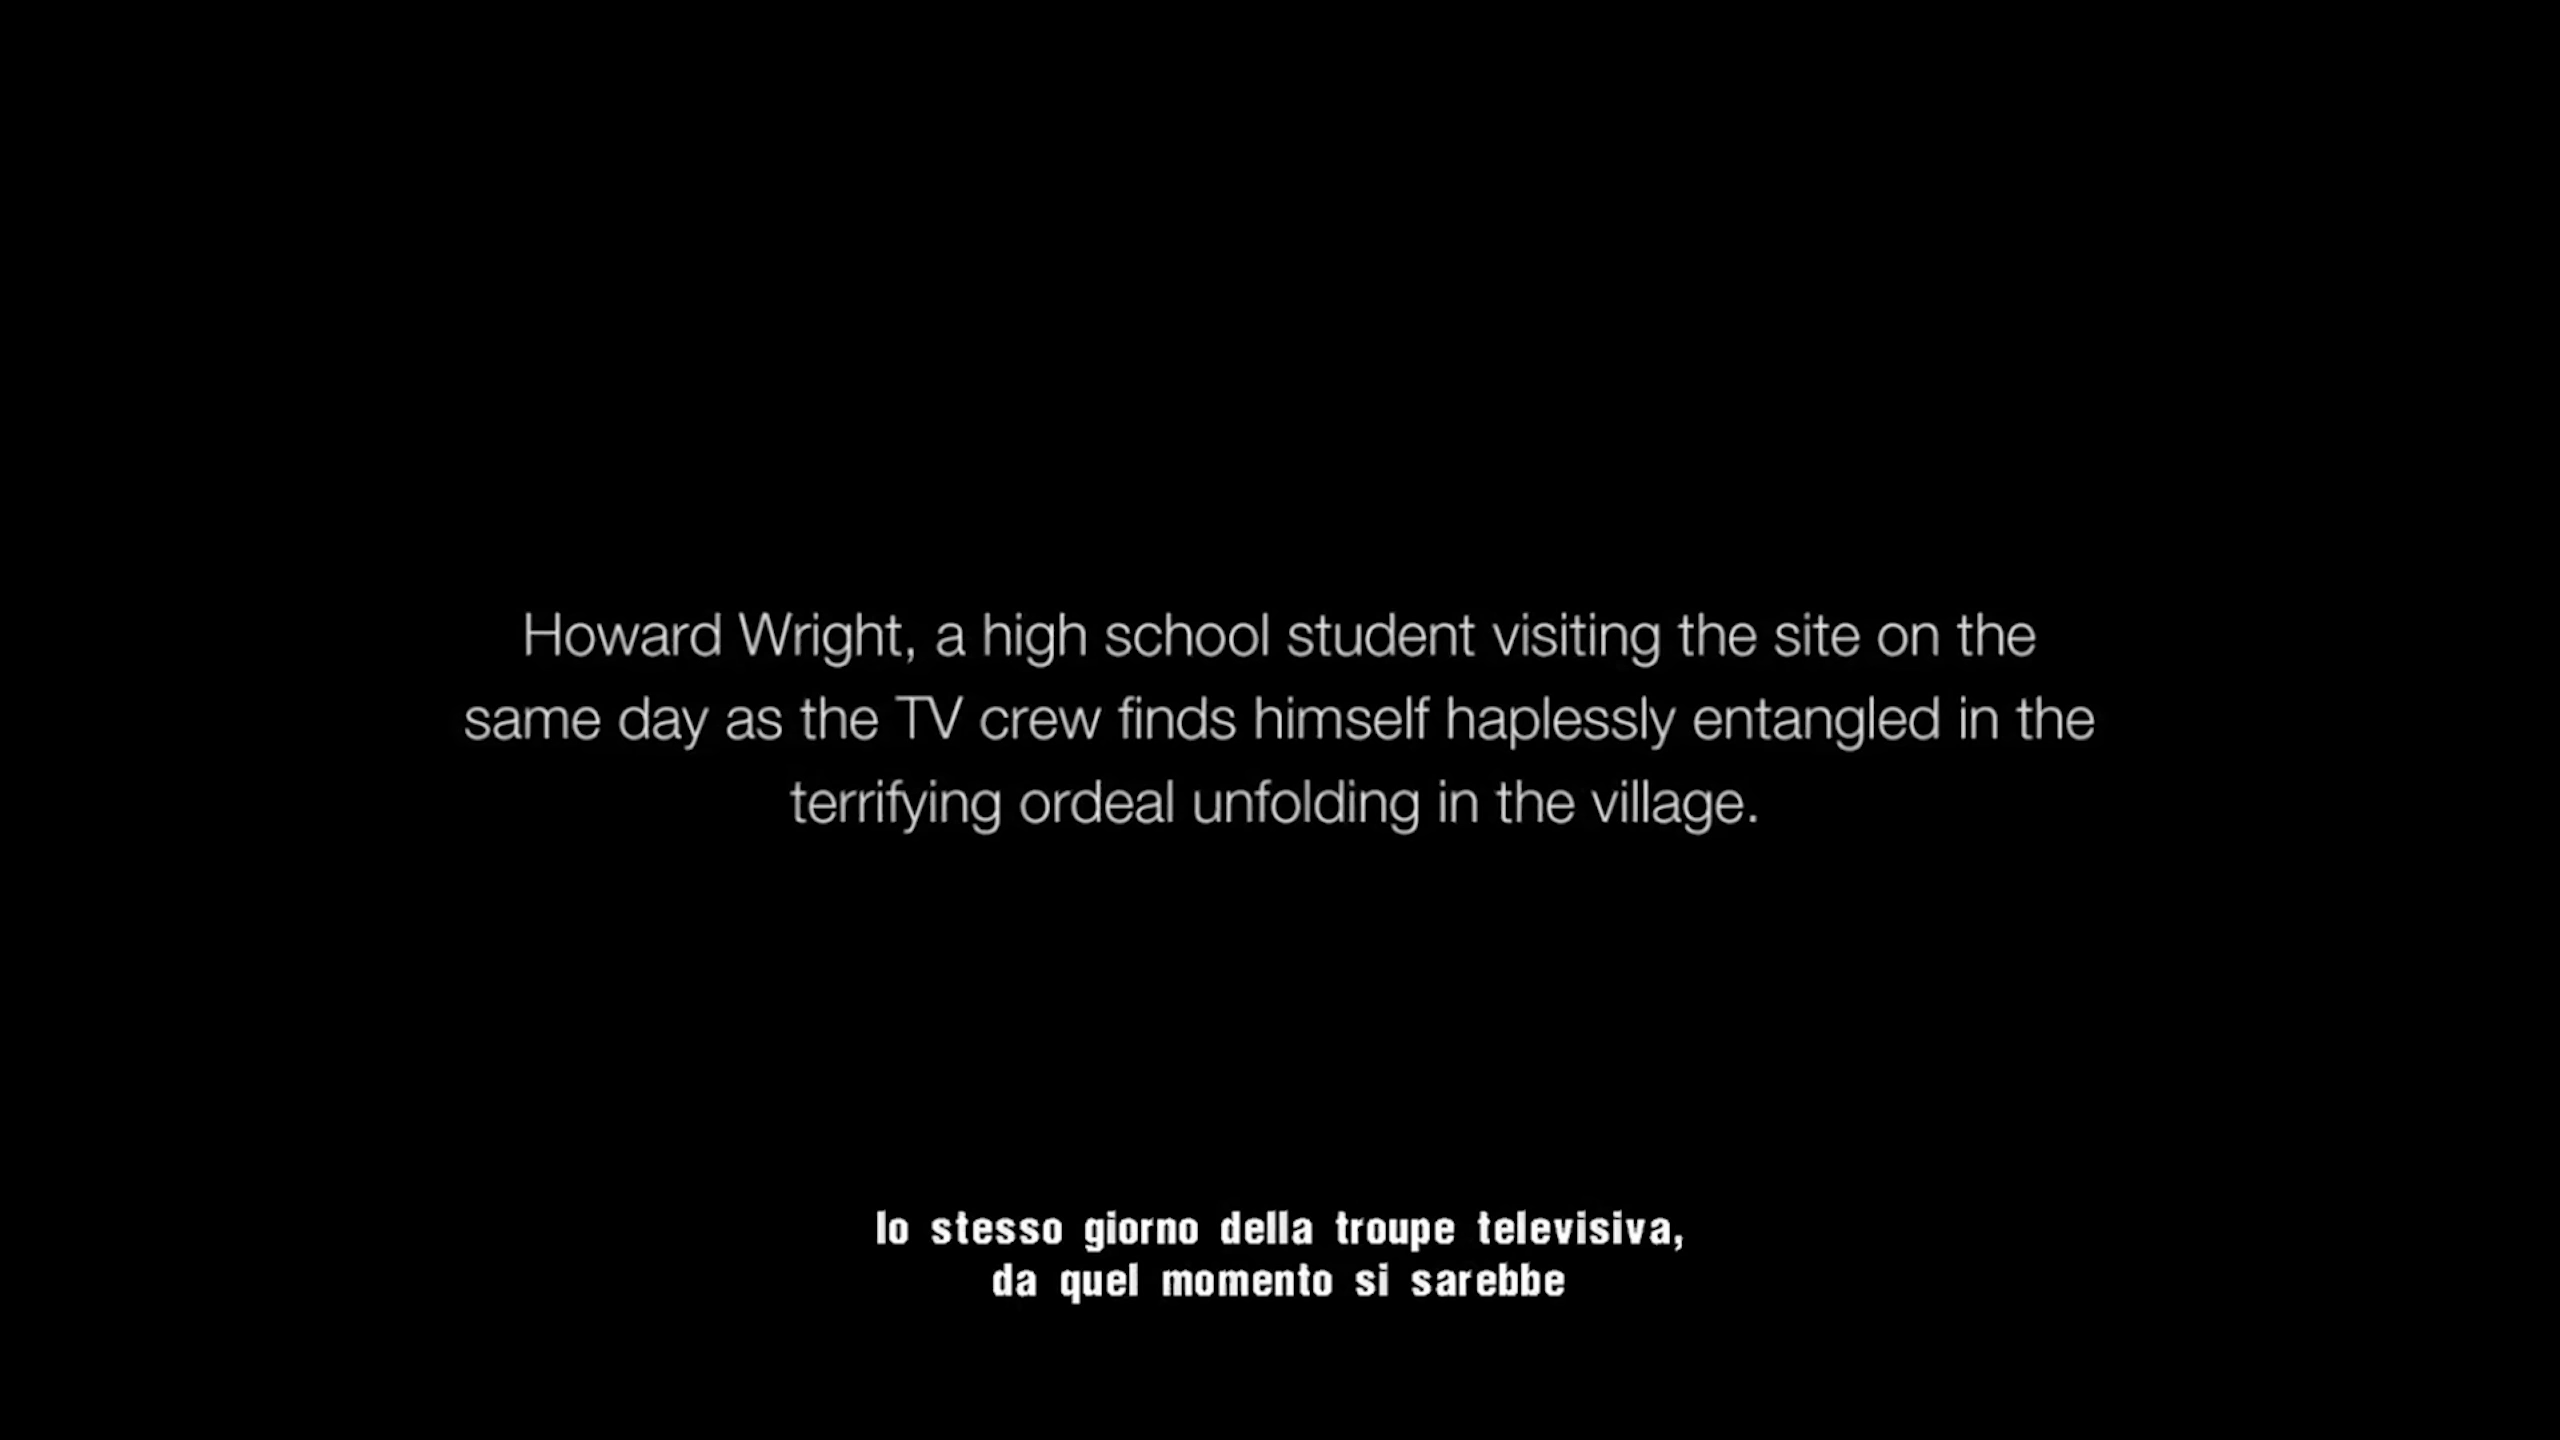 Howard Wright, a high school student visiting the site on the
same day as the TV crew finds himself haplessly entangled in the
terrifying ordeal unfolding in the village.
lo stesso giorno della troupe televisiva,
da quel momento si sarebbe